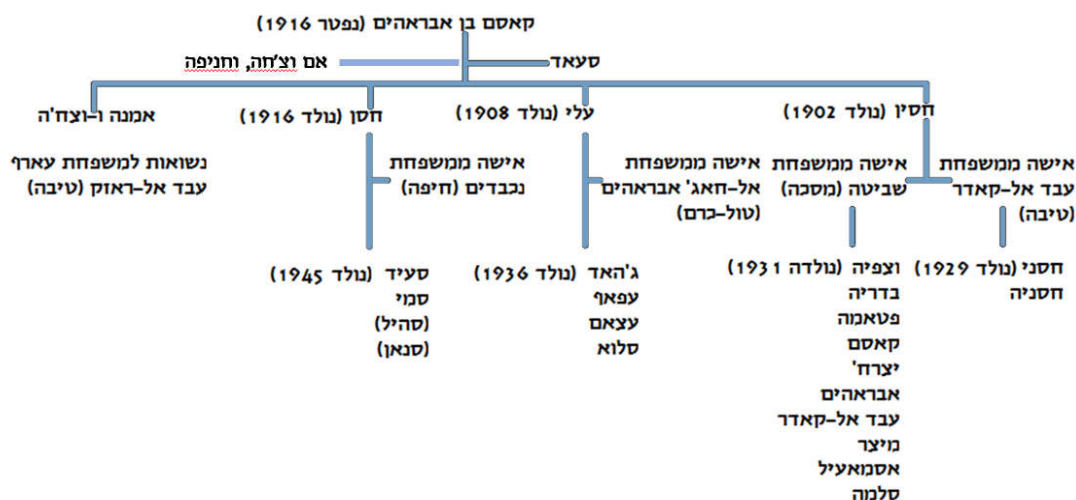 קאסם בן אבראהים (נפטר 1916)
סעאד
אם וצ'חה, וחניפה
חסין (נולד 1902)
עלי (נולד 1908)
חסן (נולד 1916)
אמנה ו-וצח'ה
אישה ממשפחת
עבד אל-קאדר
(טיבה)
אישה ממשפחת
שביטה (מסכה)
אישה ממשפחת
אל-חאג' אבראהים
(טול-כרם)
אישה ממשפחת
נכבדים (חיפה)
נשואות למשפחת עארף
עבד אל-ראזק (טיבה)
חסני (נולד 1929)
חסניה
וצפיה (נולדה 1931)
בדריה
פטאמה
קאסם
יצרח'
אבראהים
עבד אל-קאדר
מיצר
אסמאעיל
סלמה
ג'האד (נולד 1936)
עפאף
עצאם
סלוא
סעיד (נולד 1945)
סמי
(סהיל)
(סנאן)